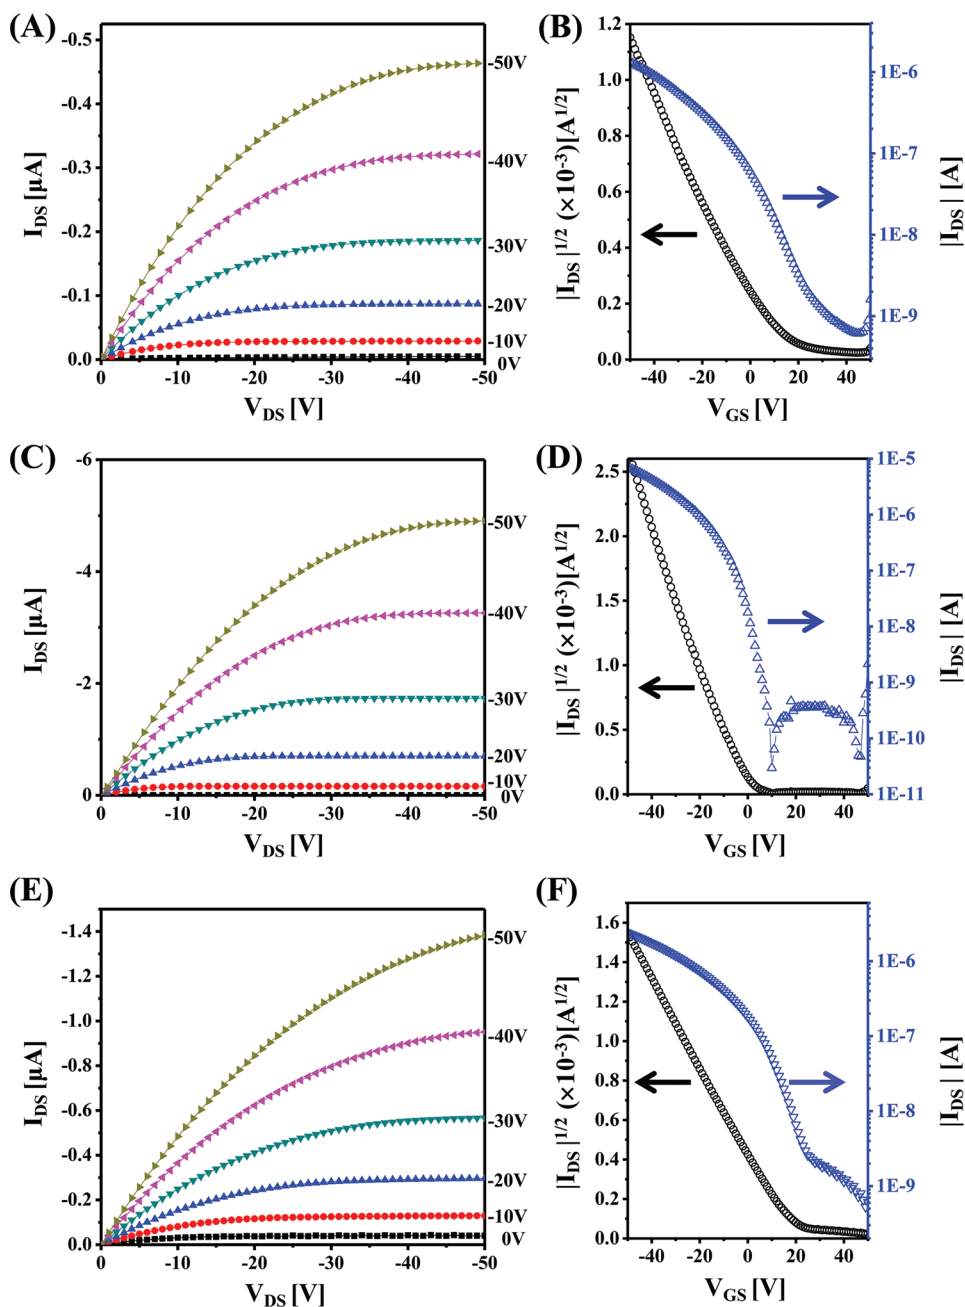 (A)
-0.5
-0.4
-0.3
-0.2
-0.1
0.0
I_DS [µA]
-50V
-40V
-30V
-20V
-10V
0V
0
-10
-20
-30
-40
-50
V_DS [V]
(B)
1.2
1.0
0.8
0.6
0.4
0.2
0.0
|I_DS|^1/2 (×10^-3)[A^1/2]
1E-6
1E-7
1E-8
1E-9
|I_DS| [A]
-40
-20
0
20
40
V_GS [V]
(C)
-6
-4
-2
0
I_DS [µA]
-50V
-40V
-30V
-20V
-10V
0V
0
-10
-20
-30
-40
-50
V_DS [V]
(D)
2.5
2.0
1.5
1.0
0.5
0.0
|I_DS|^1/2 (×10^-3)[A^1/2]
1E-5
1E-6
1E-7
1E-8
1E-9
1E-10
1E-11
|I_DS| [A]
-40
-20
0
20
40
V_GS [V]
(E)
-1.4
-1.2
-1.0
-0.8
-0.6
-0.4
-0.2
0.0
I_DS [µA]
-50V
-40V
-30V
-20V
-10V
0V
0
-10
-20
-30
-40
-50
V_DS [V]
(F)
1.6
1.4
1.2
1.0
0.8
0.6
0.4
0.2
0.0
|I_DS|^1/2 (×10^-3)[A^1/2]
1E-6
1E-7
1E-8
1E-9
|I_DS| [A]
-40
-20
0
20
40
V_GS [V]